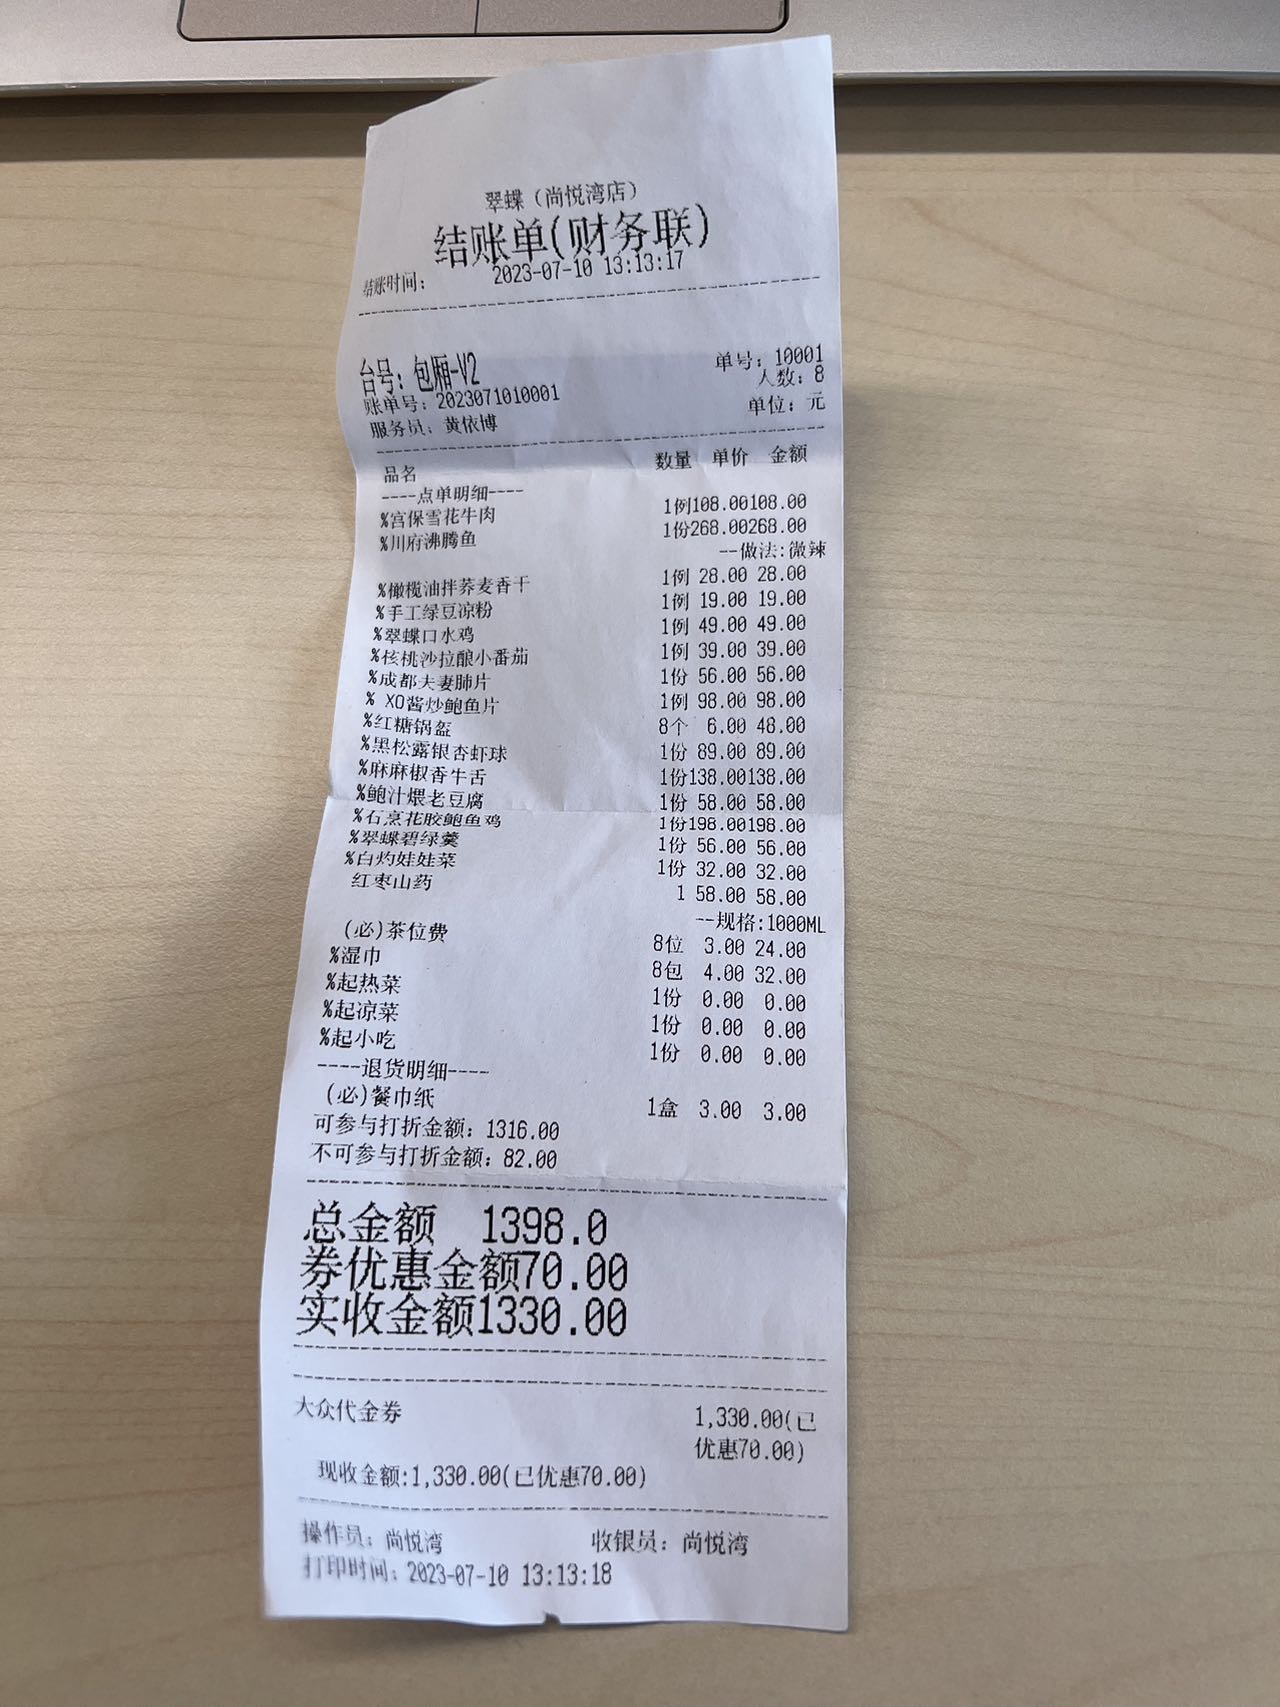 翠蝶（尚悦湾店）
结账单(财务联)
结账时间： 2023-07-10 13:13:17
台号：包厢-V2 单号：10001
人数：8
账单号：2023071010001
服务员：黄依博 单位：元
品名 数量 单价 金额
----点单明细----
%宫保雪花牛肉 1例108.00108.00
%川府沸腾鱼 1份268.00268.00
--做法:微辣
%橄榄油拌荞麦香干 1例 28.00 28.00
%手工绿豆凉粉 1例 19.00 19.00
%翠蝶口水鸡 1例 49.00 49.00
%核桃沙拉酿小番茄 1例 39.00 39.00
%成都夫妻肺片 1份 56.00 56.00
% XO酱炒鲍鱼片 1例 98.00 98.00
%红糖锅盔 8个 6.00 48.00
%黑松露银杏虾球 1份 89.00 89.00
%麻麻椒香牛舌 1份138.00138.00
%鲍汁煨老豆腐 1份 58.00 58.00
%石烹花胶鲍鱼鸡 1份198.00198.00
%翠蝶碧绿羹 1份 56.00 56.00
%白灼娃娃菜 1份 32.00 32.00
红枣山药 1 58.00 58.00
--规格:1000ML
(必)茶位费 8位 3.00 24.00
%湿巾 8包 4.00 32.00
%起热菜 1份 0.00 0.00
%起凉菜 1份 0.00 0.00
%起小吃 1份 0.00 0.00
----退货明细----
(必)餐巾纸 1盒 3.00 3.00
可参与打折金额：1316.00
不可参与打折金额：82.00
总金额 1398.0
券优惠金额70.00
实收金额1330.00
大众代金券 1,330.00(已
优惠70.00)
现收金额:1,330.00(已优惠70.00)
操作员：尚悦湾 收银员：尚悦湾
打印时间：2023-07-10 13:13:18